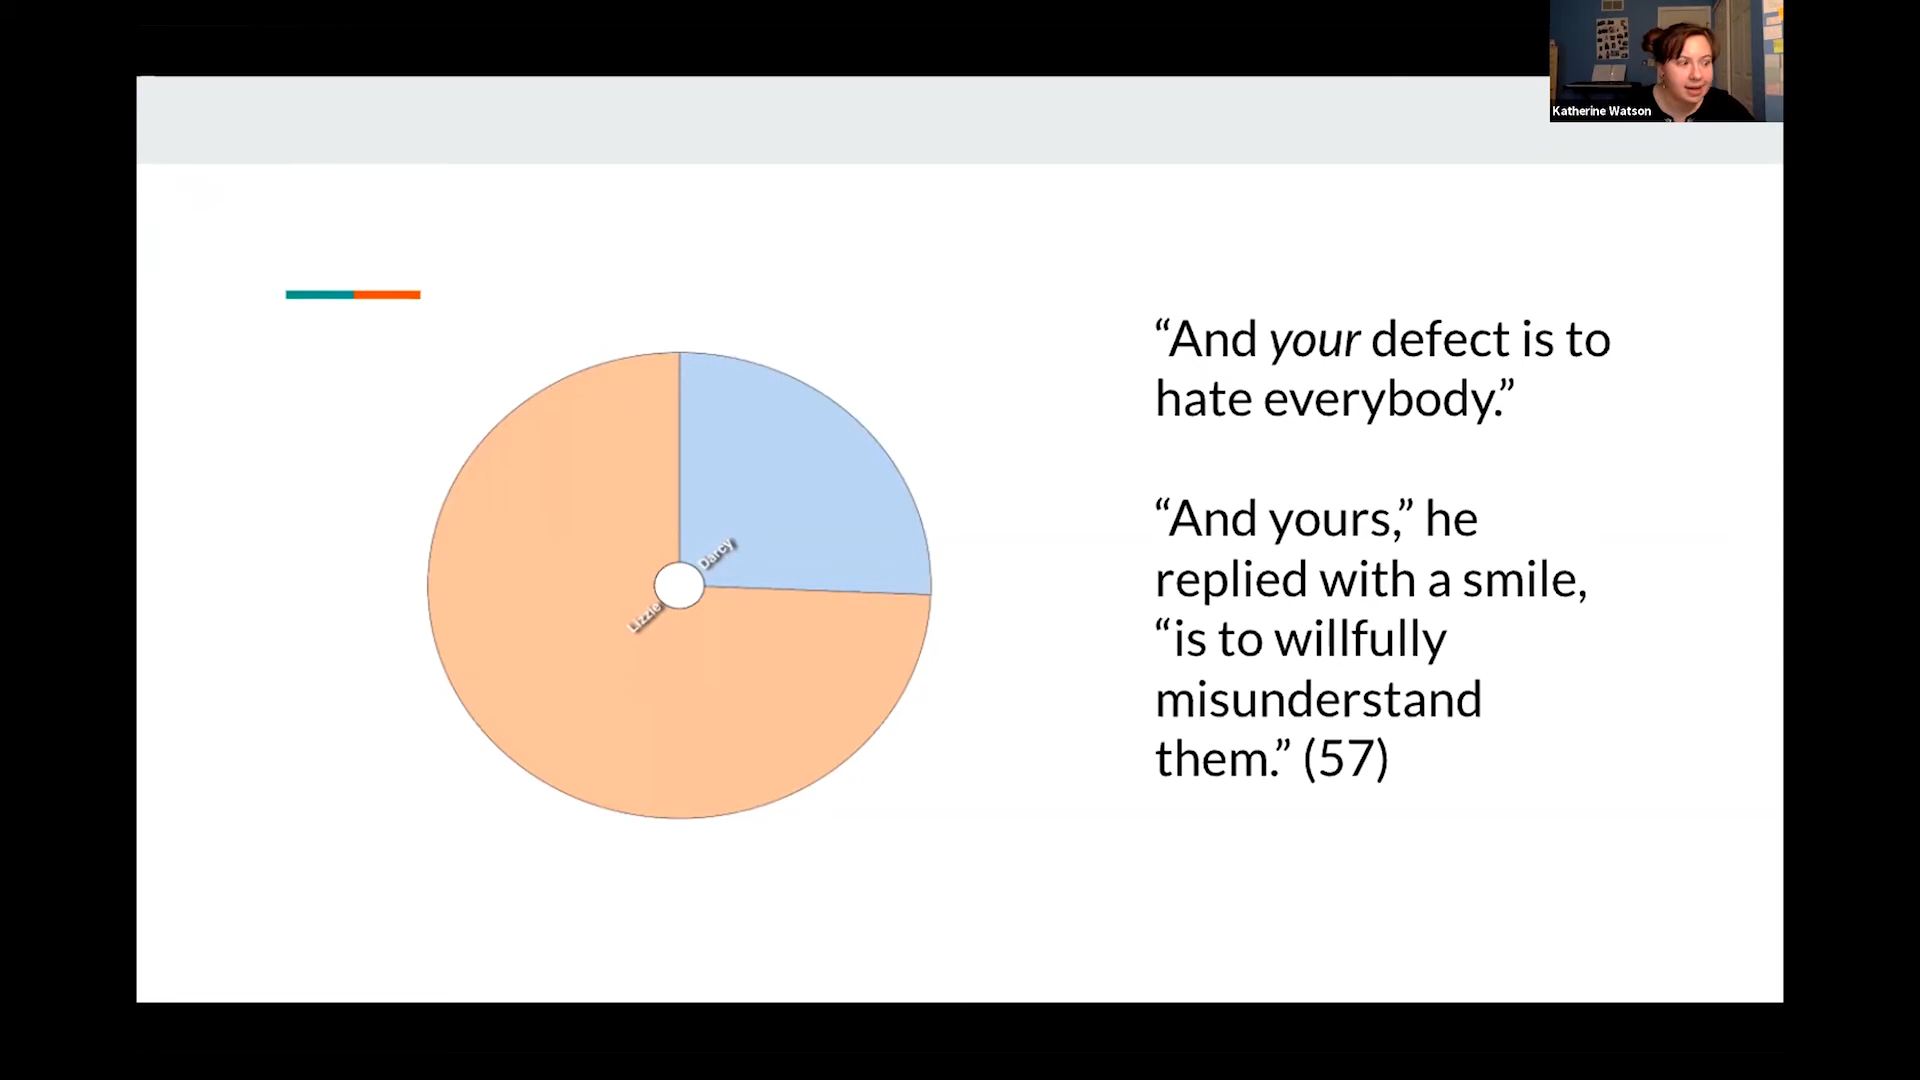 Katherine Watson
“And your defect is to
hate everybody.”
“And yours,” he
replied with a smile,
“is to willfully
misunderstand
them.” (57)
Darcy
Lizzie